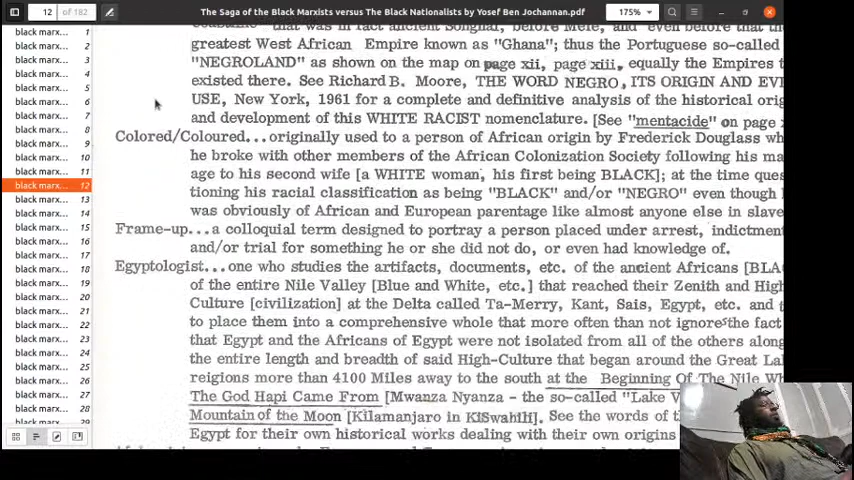 12 of 182
The Saga of the Black Marxists versus The Black Nationalists by Yosef Ben Jochannan.pdf
175%
black marx... 1
black marx... 2
black marx... 3
black marx... 4
black marx... 5
black marx... 6
black marx... 7
black marx... 8
black marx... 9
black marx... 10
black marx... 11
black marx... 12
black marx... 13
black marx... 14
black marx... 15
black marx... 16
black marx... 17
black marx... 18
black marx... 19
black marx... 20
black marx... 21
black marx... 22
black marx... 23
black marx... 24
black marx... 25
black marx... 26
black marx... 27
black marx... 28
that was in fact ancient Songhai, before Melle, and even before that
greatest West African Empire known as "Ghana"; thus the Portuguese so-called
"NEGROLAND" as shown on the map on page xii, page xiii, equally the Empires
existed there. See Richard B. Moore, THE WORD NEGRO, ITS ORIGIN AND
USE, New York, 1961 for a complete and definitive analysis of the historical
and development of this WHITE RACIST nomenclature. [See "mentacide" on page
Colored/Coloured...originally used to a person of African origin by Frederick Douglass
he broke with other members of the African Colonization Society following his
age to his second wife [a WHITE woman, his first being BLACK]; at the time
tioning his racial classification as being "BLACK" and/or "NEGRO" even though
was obviously of African and European parentage like almost anyone else in
Frame-up...a colloquial term designed to portray a person placed under arrest,
and/or trial for something he or she did not do, or even had knowledge of.
Egyptologist...one who studies the artifacts, documents, etc. of the ancient Africans
of the entire Nile Valley [Blue and White, etc.] that reached their Zenith and High
Culture [civilization] at the Delta called Ta-Merry, Kant, Sais, Egypt, etc. and
to place them into a comprehensive whole that more often than not ignores the fact
that Egypt and the Africans of Egypt were not isolated from all of the others along
the entire length and breadth of said High-Culture that began around the Great
reigions more than 4100 Miles away to the south at the Beginning Of The Nile
The God Hapi Came From [Mwanza Nyanza - the so-called "Lake
Mountain of the Moon [Kilamanjaro in KiSwahili]. See the words of
Egypt for their own historical works dealing with their own origins